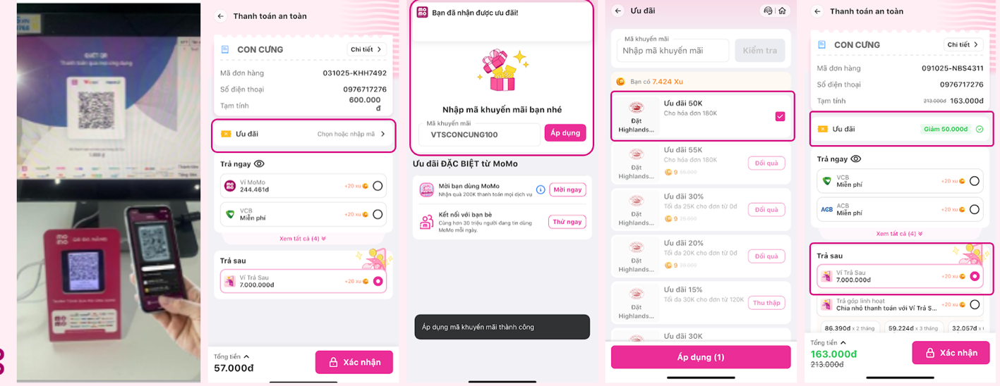 QUÉT QR
Thanh toán qua mọi ứng dụng
Thanh toán an toàn
CON CƯNG
Chi tiết
Mã đơn hàng
031025-KHH7492
Số điện thoại
0976717276
Tạm tính
600.000
đ
Ưu đãi
Chọn hoặc nhập mã
Trả ngay
Ví MoMo
244.461đ
+20 xu
VCB
Miễn phí
+20 xu
Xem tất cả (4)
Trả sau
Ví Trả Sau
7.000.000đ
+20 xu
Tổng tiền
57.000đ
Xác nhận
mo
mo
Bạn đã nhận được ưu đãi!
Nhập mã khuyến mãi bạn nhé
Mã khuyến mãi
VTSCONCUNG100
Áp dụng
Ưu đãi ĐẶC BIỆT từ MoMo
Mời bạn dùng MoMo
Nhận quà 200K thanh toán mọi dịch vụ
Mời ngay
Kết nối với bạn bè
Cùng hơn 30 triệu người đang tin dùng
MoMo mỗi ngày.
Thử ngay
Áp dụng mã khuyến mãi thành công
Ưu đãi
Mã khuyến mãi
Nhập mã khuyến mãi
Kiểm tra
Bạn có 7.424 Xu
Đặt
Highlands...
Ưu đãi 50K
Cho hóa đơn 180K
Đặt
Highlands...
Ưu đãi 55K
Cho hóa đơn 180K
9 55.000
Đổi quà
Đặt
Highlands...
Ưu đãi 30%
Tối đa 25K cho đơn từ 0đ
9 25.000
Đổi quà
Đặt
Highlands...
Ưu đãi 20%
Tối đa 20K cho đơn từ 0đ
9 20.000
Đổi quà
Đặt
Highlands...
Ưu đãi 15%
Tối đa 30K cho đơn từ 120K
Thu thập
Ưu đãi 30K
Áp dụng (1)
Thanh toán an toàn
CON CƯNG
Chi tiết
Mã đơn hàng
091025-NBS4311
Số điện thoại
0976717276
Tạm tính
213.000đ 163.000đ
Ưu đãi
Giảm 50.000đ
Trả ngay
VCB
Miễn phí
+20 xu
ACB
ACB
Miễn phí
+20 xu
Xem tất cả (4)
Trả sau
Ví Trả Sau
7.000.000đ
+20 xu
Trả góp linh hoạt
Chia nhỏ thanh toán với Ví Trả S...
+20 xu
86.390đ x 2 tháng
59.224đ x 3 tháng
32.057đ x
Tổng tiền
163.000đ
213.000đ
Xác nhận